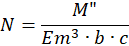 N = M" / Em³ · b · c